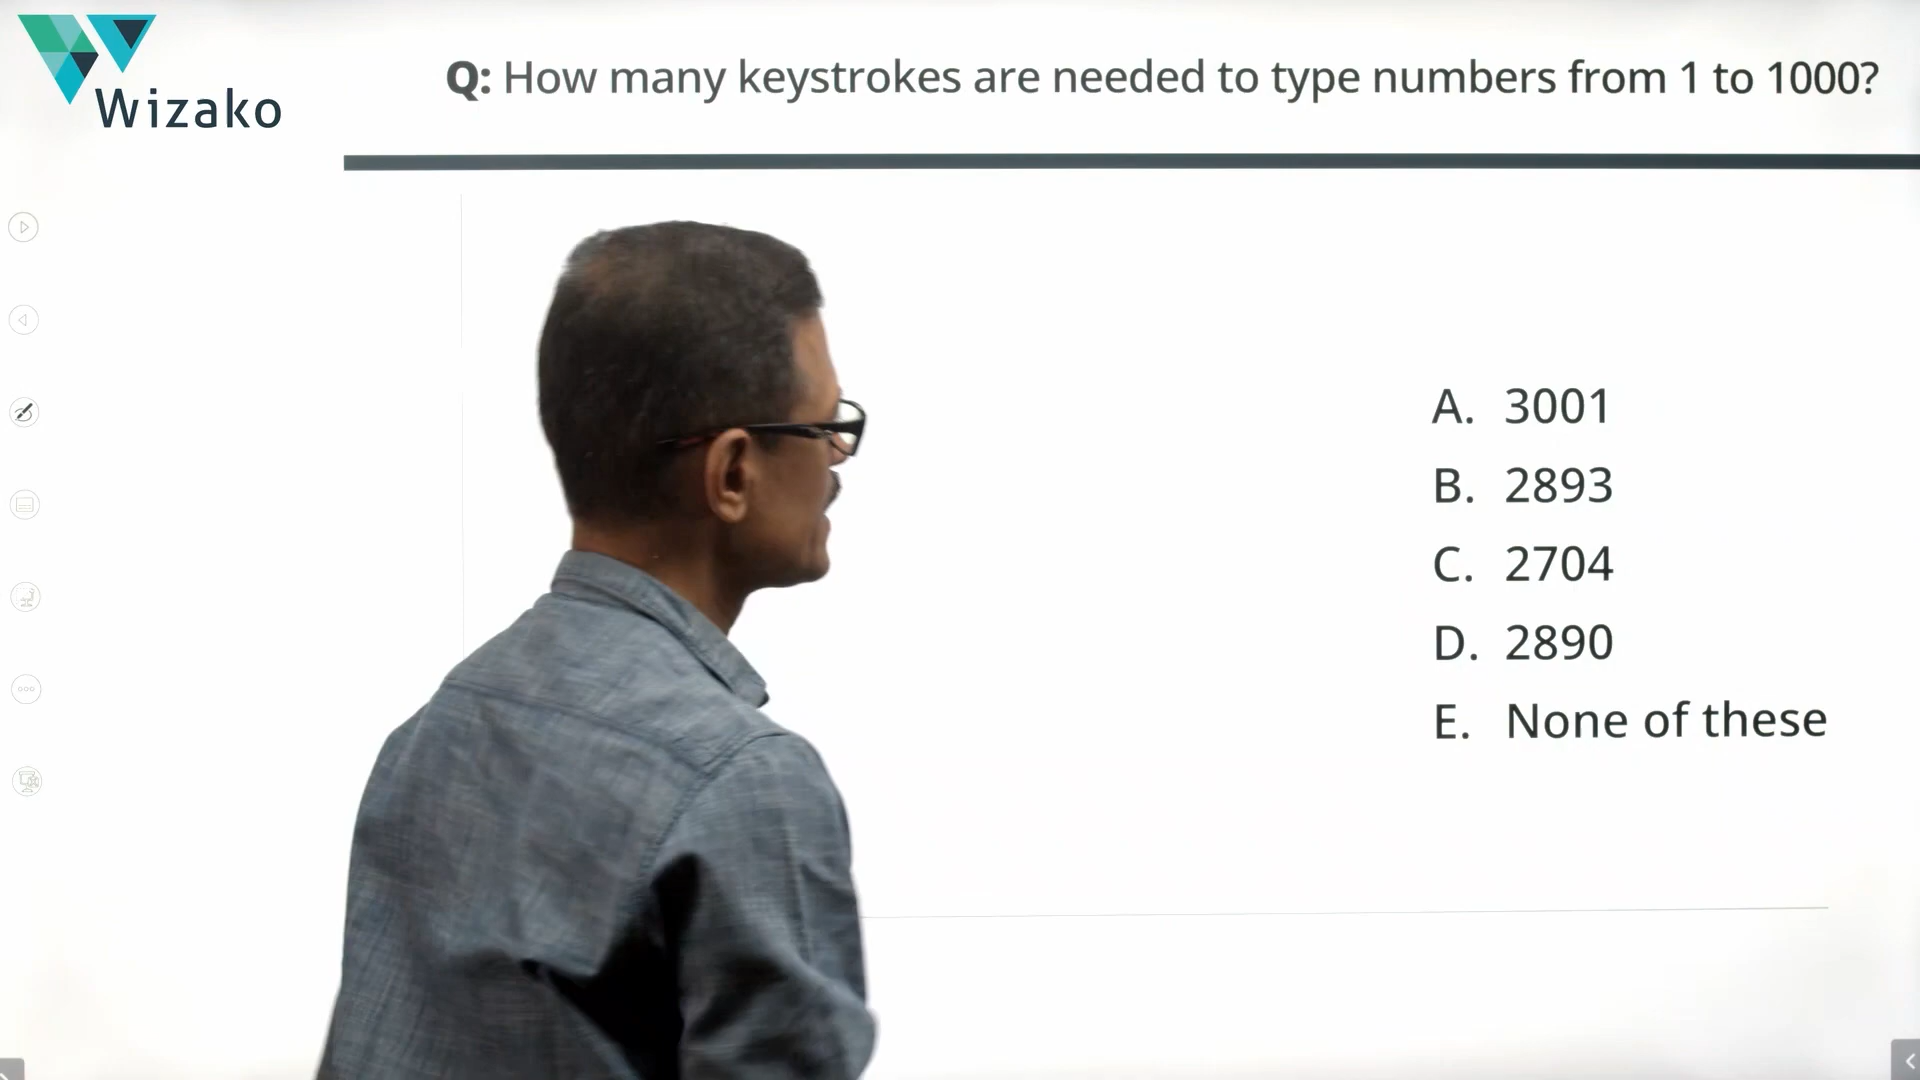 Wizako
Q: How many keystrokes are needed to type numbers from 1 to 1000?
A. 3001
B. 2893
C. 2704
D. 2890
E. None of these